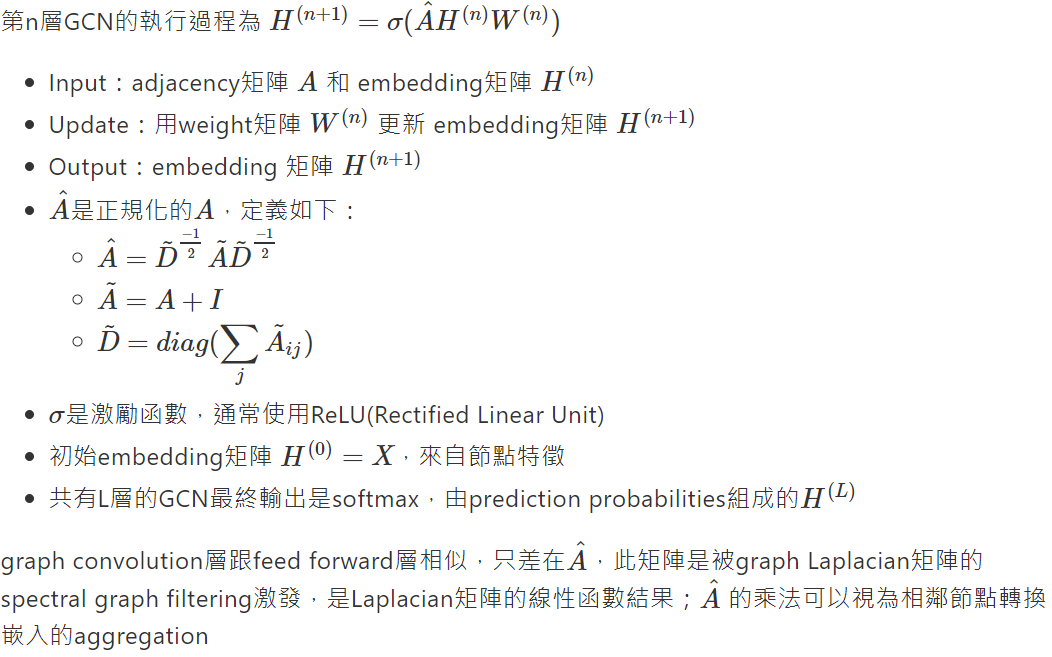 第n層GCN的執行過程為 $H^{(n+1)} = \sigma(\hat{A}H^{(n)}W^{(n)})$
• Input：adjacency矩陣 $A$ 和 embedding矩陣 $H^{(n)}$
• Update：用weight矩陣 $W^{(n)}$ 更新 embedding矩陣 $H^{(n+1)}$
• Output：embedding 矩陣 $H^{(n+1)}$
• $\hat{A}$是正規化的$A$，定義如下：
◦ $\hat{A} = \tilde{D}^{\frac{-1}{2}} \tilde{A} \tilde{D}^{\frac{-1}{2}}$
◦ $\tilde{A} = A + I$
◦ $\tilde{D} = diag(\sum_{j} \tilde{A}_{ij})$
• $\sigma$是激勵函數，通常使用ReLU(Rectified Linear Unit)
• 初始embedding矩陣 $H^{(0)} = X$，來自節點特徵
• 共有L層的GCN最終輸出是softmax，由prediction probabilities組成的$H^{(L)}$
graph convolution層跟feed forward層相似，只差在$\hat{A}$，此矩陣是被graph Laplacian矩陣的
spectral graph filtering激發，是Laplacian矩陣的線性函數結果；$\hat{A}$ 的乘法可以視為相鄰節點轉換
嵌入的aggregation